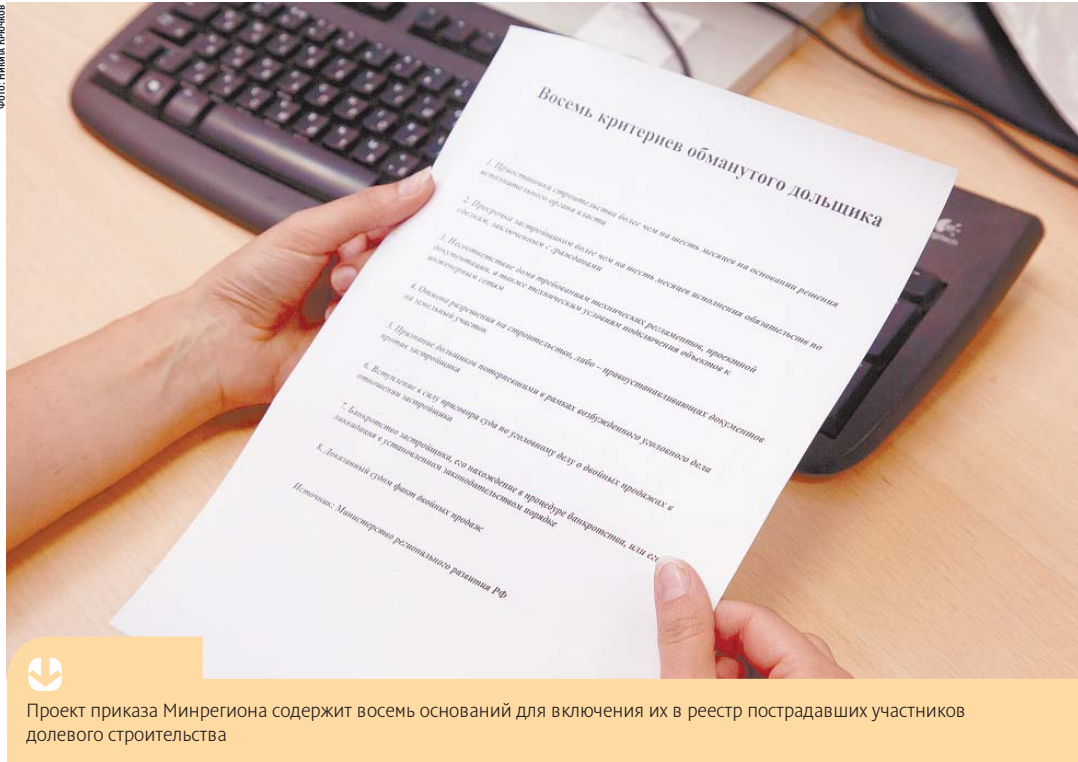 Фото: Никита Крючков
Восемь критериев обманутого дольщика
1. Приостановка строительства более чем на шесть месяцев на основании решения
исполнительного органа власти
2. Просрочка застройщиком более чем на шесть месяцев исполнения обязательств по
сделкам, заключенным с гражданами
3. Несоответствие дома требованиям технических регламентов, проектной
документации, а также техническим условиям подключения объектов к
инженерным сетям
4. Отмена разрешения на строительство, либо – правоустанавливающих документов
на земельный участок
5. Признание дольщиков потерпевшими в рамках возбужденного уголовного дела
против застройщика
6. Вступление в силу приговора суда по уголовному делу о двойных продажах в
отношении застройщика
7. Банкротство застройщика, его нахождение в процедуре банкротства, или его
ликвидация в установленном законодательством порядке
8. Доказанный судом факт двойных продаж
Источник: Министерство регионального развития РФ
Logitech
Проект приказа Минрегиона содержит восемь оснований для включения их в реестр пострадавших участников
долевого строительства